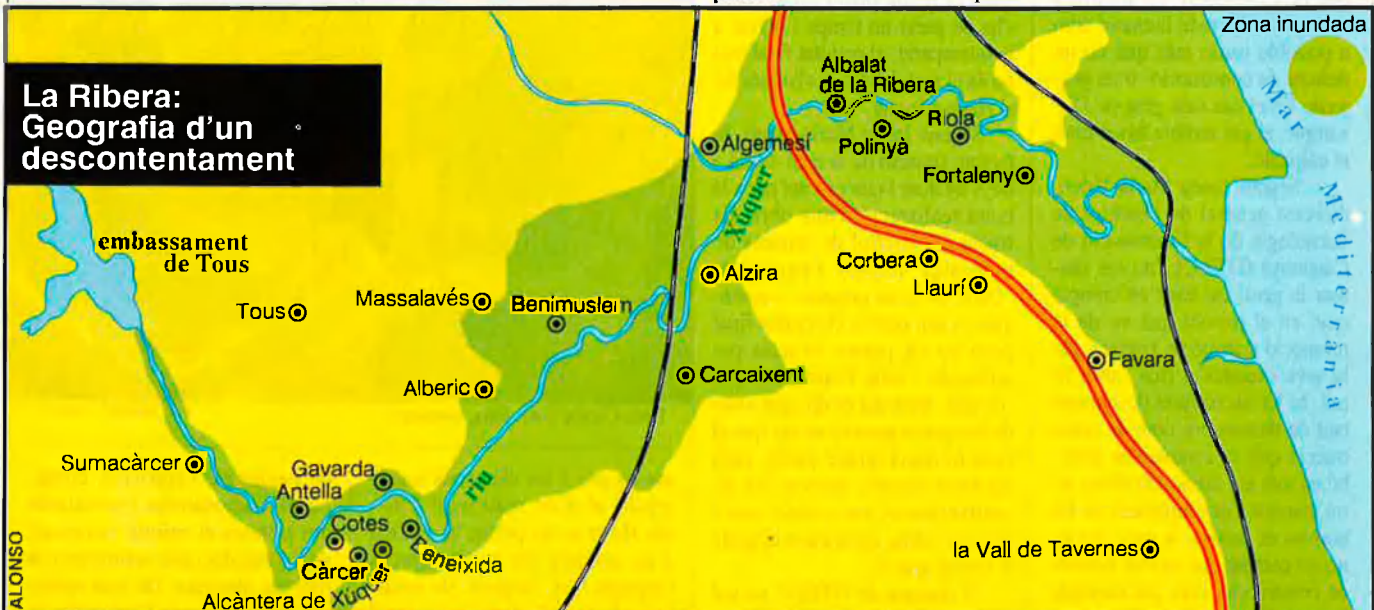 Zona inundada
La Ribera:
Geografia d'un
descontentament
Mar Mediterrània
Albalat
de la Ribera
Riola
Polinyà
Algemesí
Fortaleny
Xúquer
embassament
de Tous
Corbera
Alzira
Llaurí
Massalavés
Benimuslem
Tous
Favara
Carcaixent
Alberic
Sumacàrcer
Gavarda
riu
Antella
Cotes
Beneixida
la Vall de Tavernes
Càrcer
Alcàntera de Xúquer
ALONSO